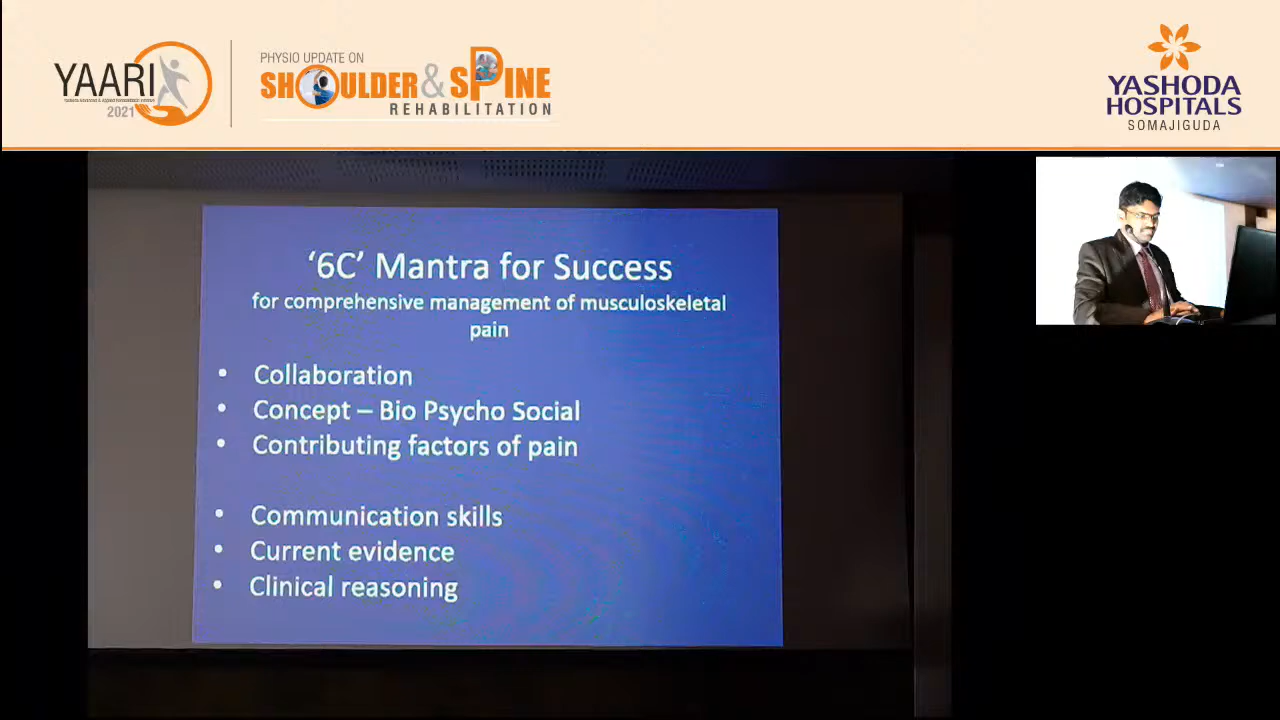 YAARI
2021
PHYSIO UPDATE ON
SHOULDER & SPINE
REHABILITATION
YASHODA
HOSPITALS
SOMAJIGUDA
‘6C’ Mantra for Success
for comprehensive management of musculoskeletal
pain
• Collaboration
• Concept – Bio Psycho Social
• Contributing factors of pain
• Communication skills
• Current evidence
• Clinical reasoning